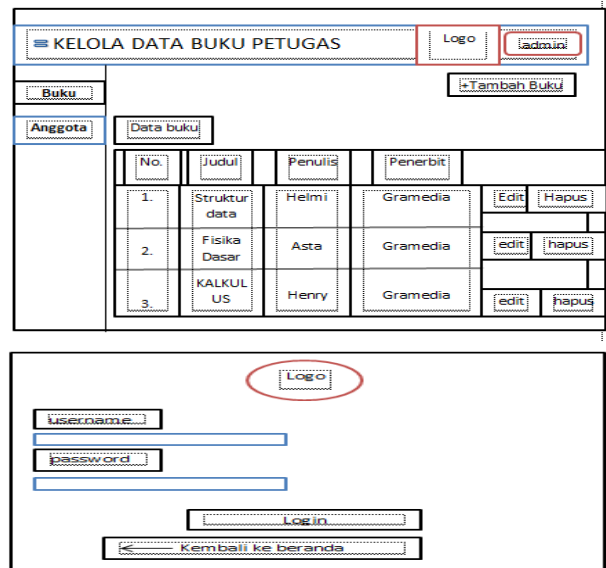 KELOLA DATA BUKU PETUGAS
Logo
admin
+Tambah Buku
Buku
Anggota
Data buku
No. Judul Penulis Penerbit
1. Struktur data Helmi Gramedia Edit Hapus
2. Fisika Dasar Asta Gramedia edit hapus
3. KALKUL US Henry Gramedia edit hapus
Logo
username
password
Login
Kembali ke beranda